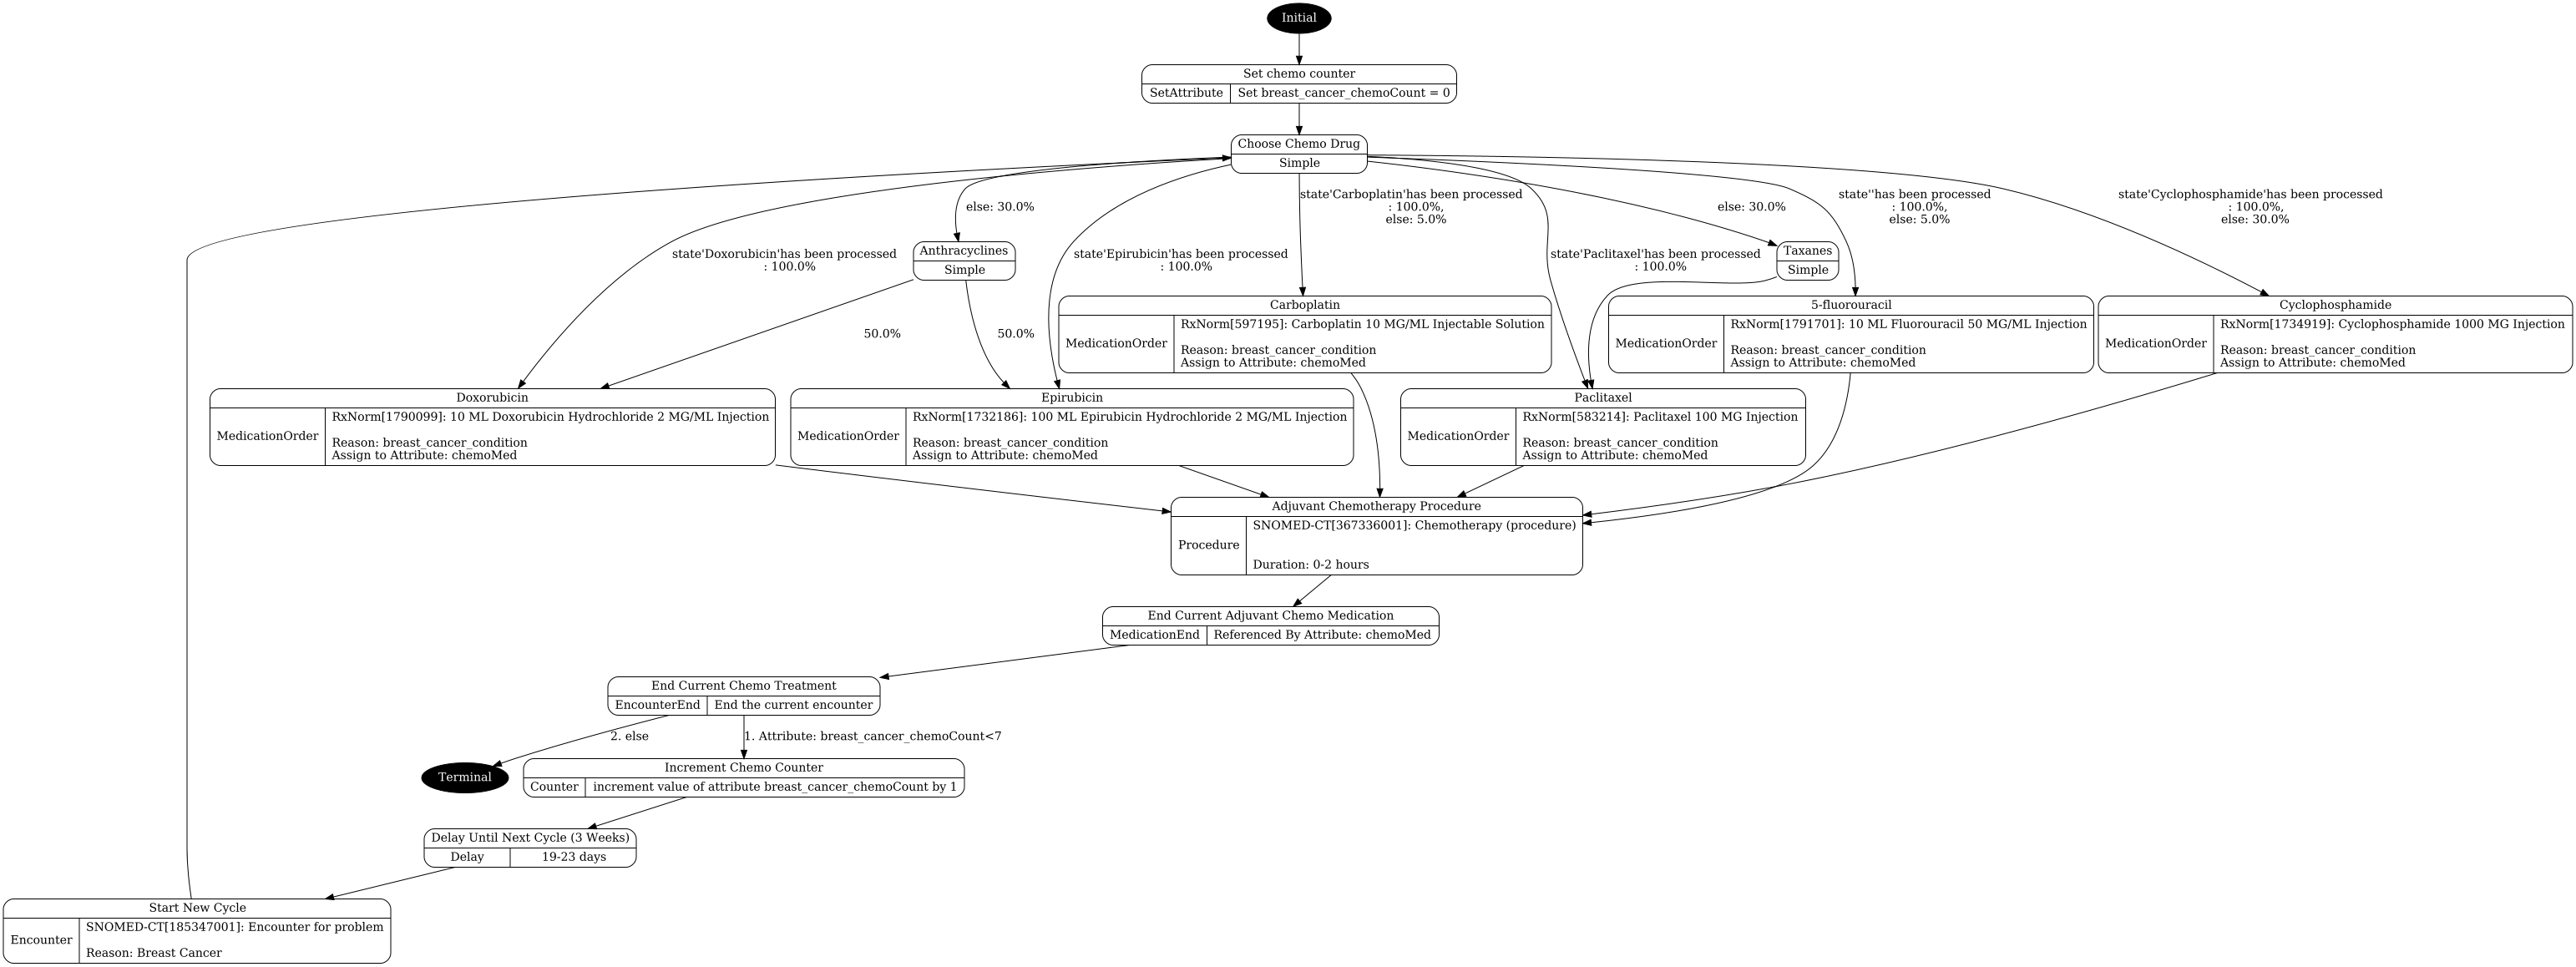 Initial
Set chemo counter
SetAttribute
Set breast_cancer_chemoCount = 0
Choose Chemo Drug
Simple
else: 30.0%
state'Carboplatin'has been processed
: 100.0%,
else: 5.0%
else: 30.0%
state''has been processed
: 100.0%,
else: 5.0%
state'Cyclophosphamide'has been processed
: 100.0%,
else: 30.0%
state'Doxorubicin'has been processed
: 100.0%
Anthracyclines
Simple
state'Epirubicin'has been processed
: 100.0%
state'Paclitaxel'has been processed
: 100.0%
Taxanes
Simple
50.0%
50.0%
Carboplatin
MedicationOrder
RxNorm[597195]: Carboplatin 10 MG/ML Injectable Solution
Reason: breast_cancer_condition
Assign to Attribute: chemoMed
5-fluorouracil
MedicationOrder
RxNorm[1791701]: 10 ML Fluorouracil 50 MG/ML Injection
Reason: breast_cancer_condition
Assign to Attribute: chemoMed
Cyclophosphamide
MedicationOrder
RxNorm[1734919]: Cyclophosphamide 1000 MG Injection
Reason: breast_cancer_condition
Assign to Attribute: chemoMed
Doxorubicin
MedicationOrder
RxNorm[1790099]: 10 ML Doxorubicin Hydrochloride 2 MG/ML Injection
Reason: breast_cancer_condition
Assign to Attribute: chemoMed
Epirubicin
MedicationOrder
RxNorm[1732186]: 100 ML Epirubicin Hydrochloride 2 MG/ML Injection
Reason: breast_cancer_condition
Assign to Attribute: chemoMed
Paclitaxel
MedicationOrder
RxNorm[583214]: Paclitaxel 100 MG Injection
Reason: breast_cancer_condition
Assign to Attribute: chemoMed
Adjuvant Chemotherapy Procedure
Procedure
SNOMED-CT[367336001]: Chemotherapy (procedure)
Duration: 0-2 hours
End Current Adjuvant Chemo Medication
MedicationEnd
Referenced By Attribute: chemoMed
End Current Chemo Treatment
EncounterEnd
End the current encounter
2. else
1. Attribute: breast_cancer_chemoCount<7
Terminal
Increment Chemo Counter
Counter
increment value of attribute breast_cancer_chemoCount by 1
Delay Until Next Cycle (3 Weeks)
Delay
19-23 days
Start New Cycle
Encounter
SNOMED-CT[185347001]: Encounter for problem
Reason: Breast Cancer